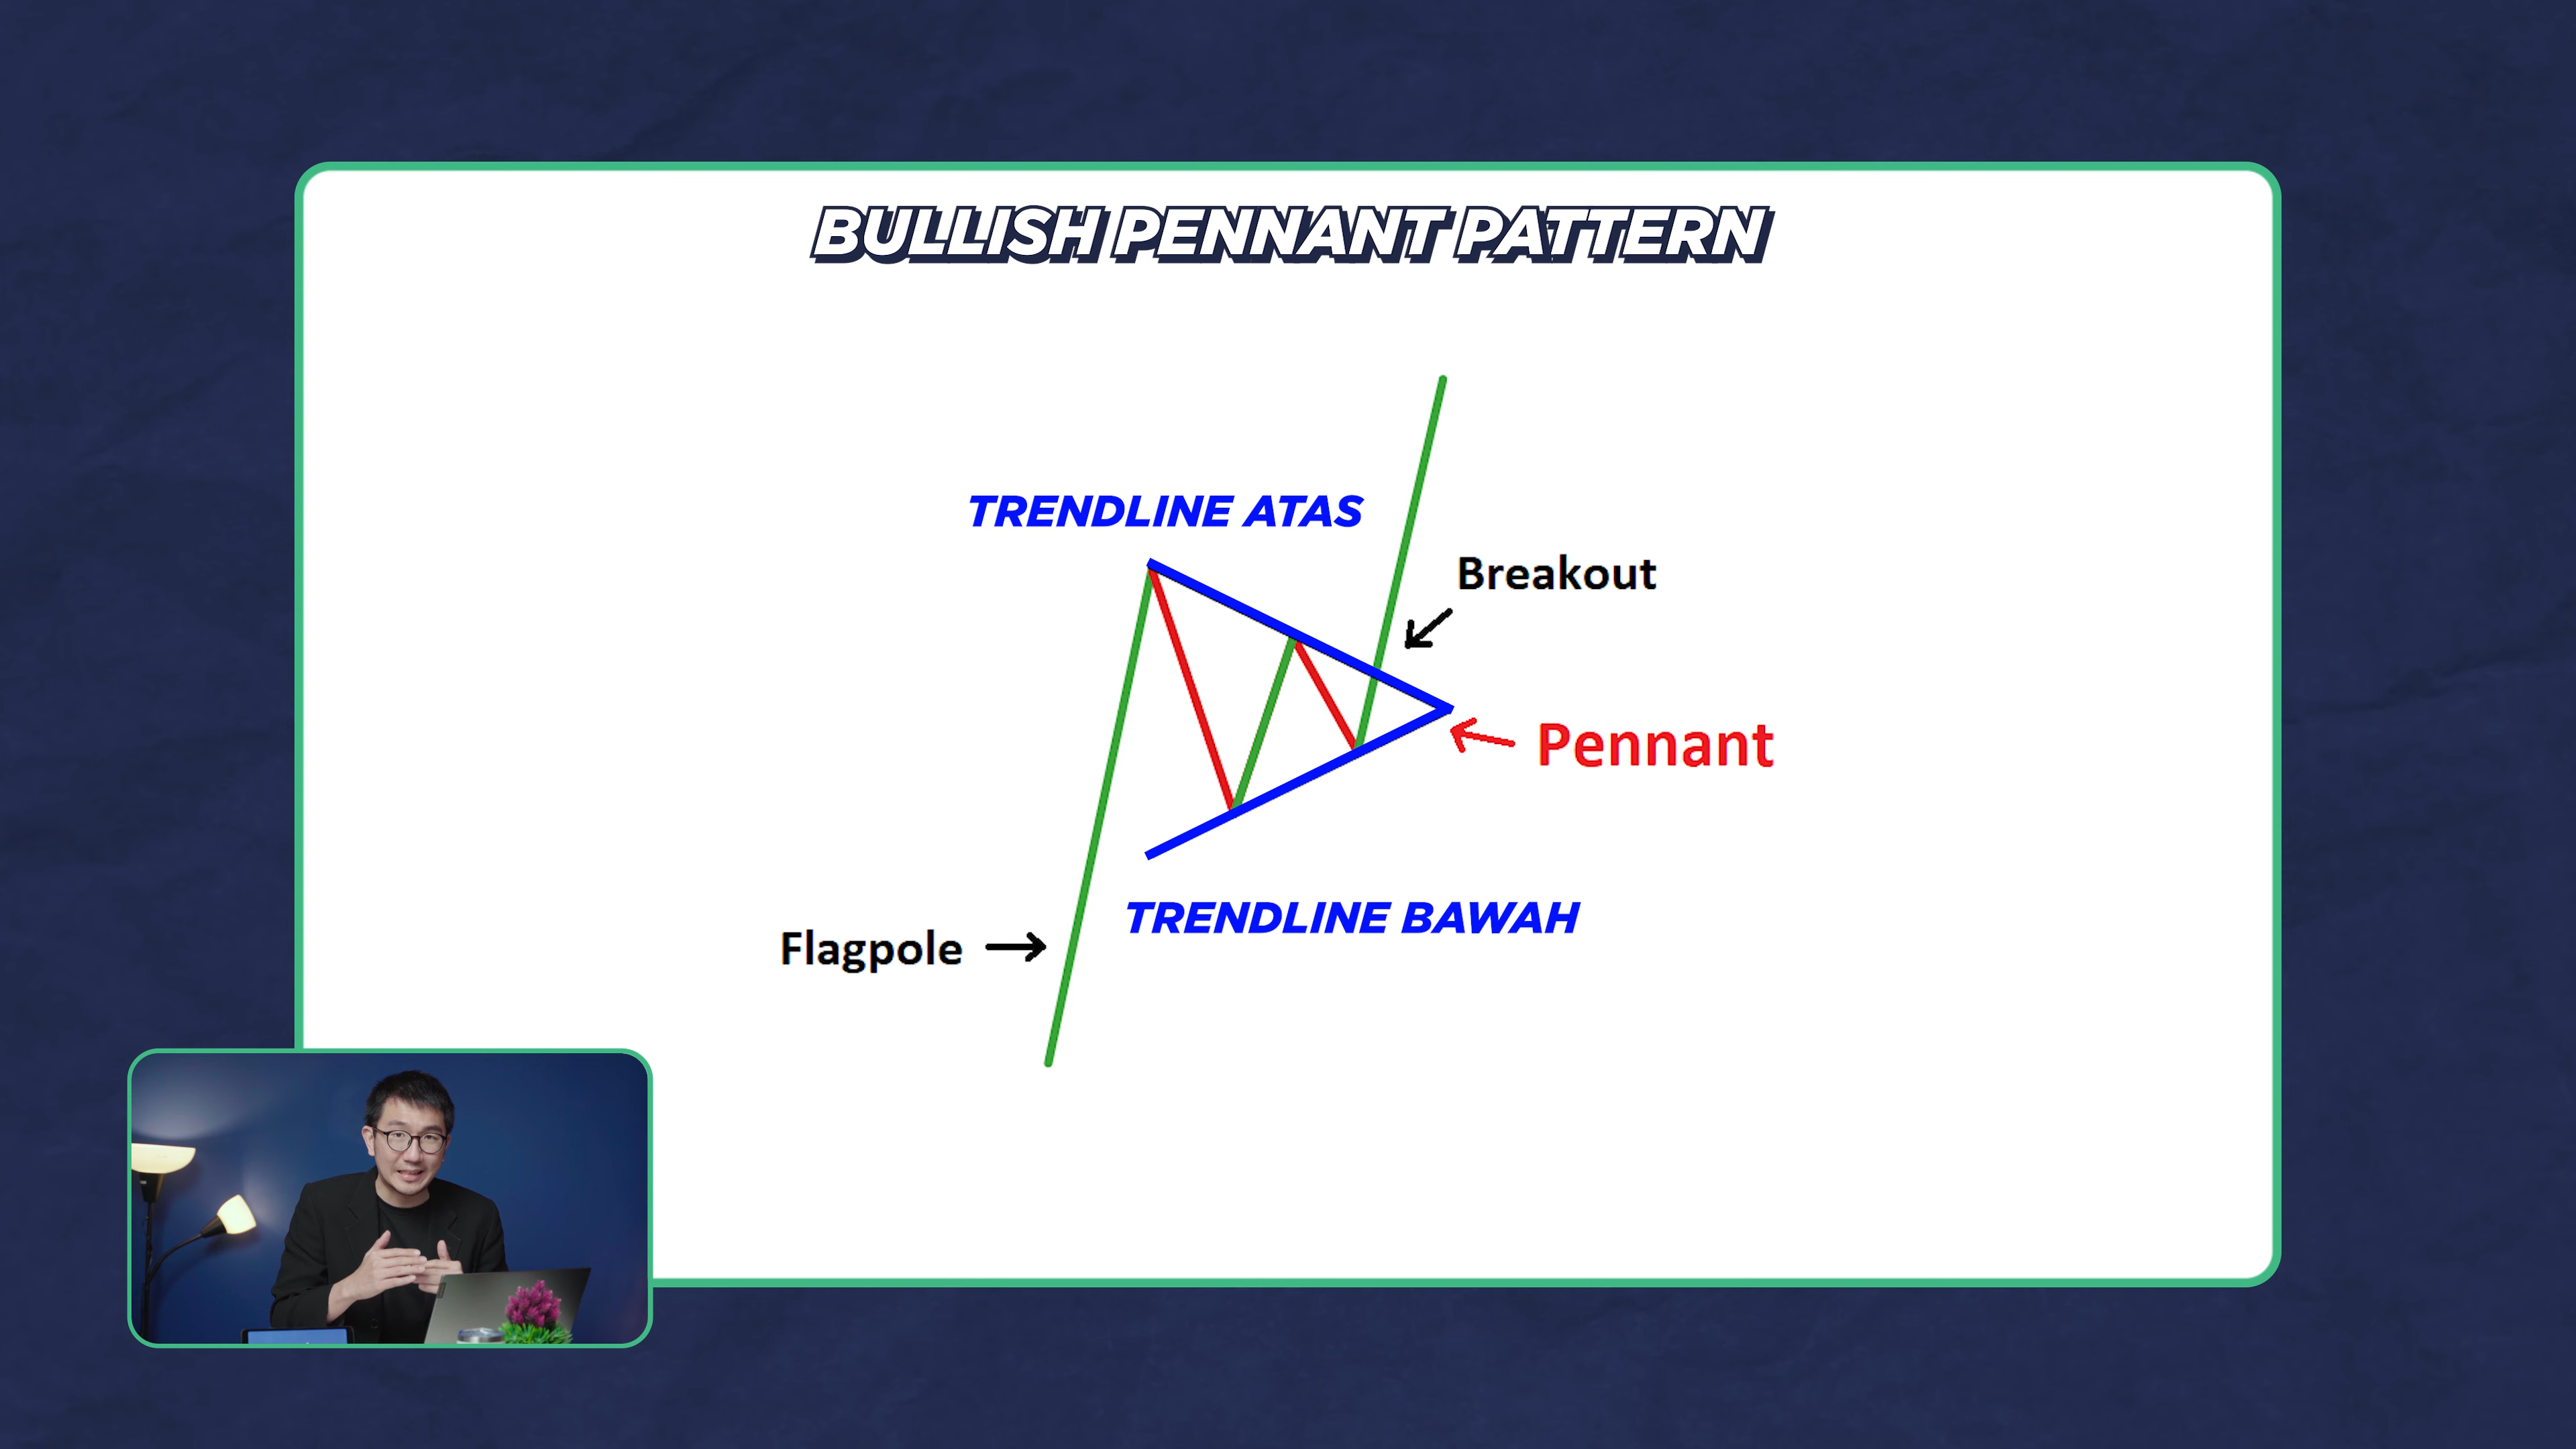 BULLISH PENNANT PATTERN
TRENDLINE ATAS
Breakout
Pennant
TRENDLINE BAWAH
Flagpole